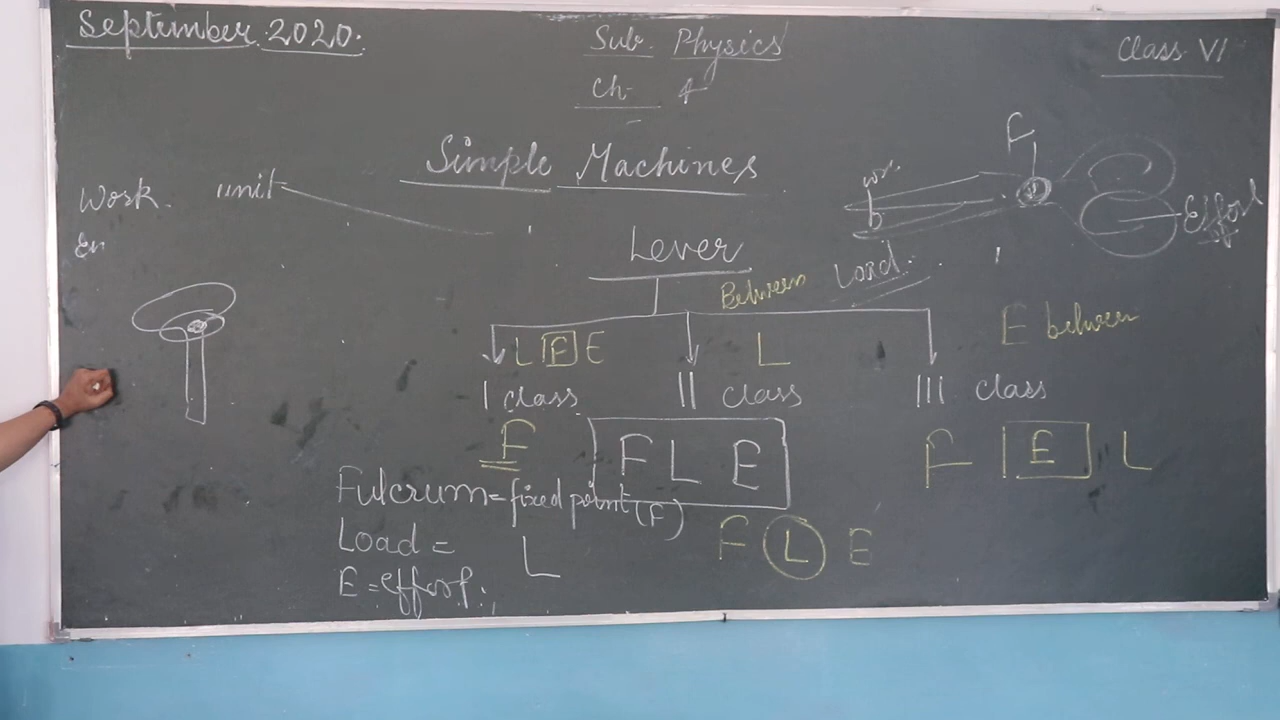 September 2020.
Sub. Physics
Class VI
Ch 4
Simple Machines
Work. unit
En
F
Effort
Load.
Lever
Between
L F E
L
E between
I class
II class
III class
F
F L E
F E L
Fulcrum = fixed point (F)
Load = L
F L E
E = effort.